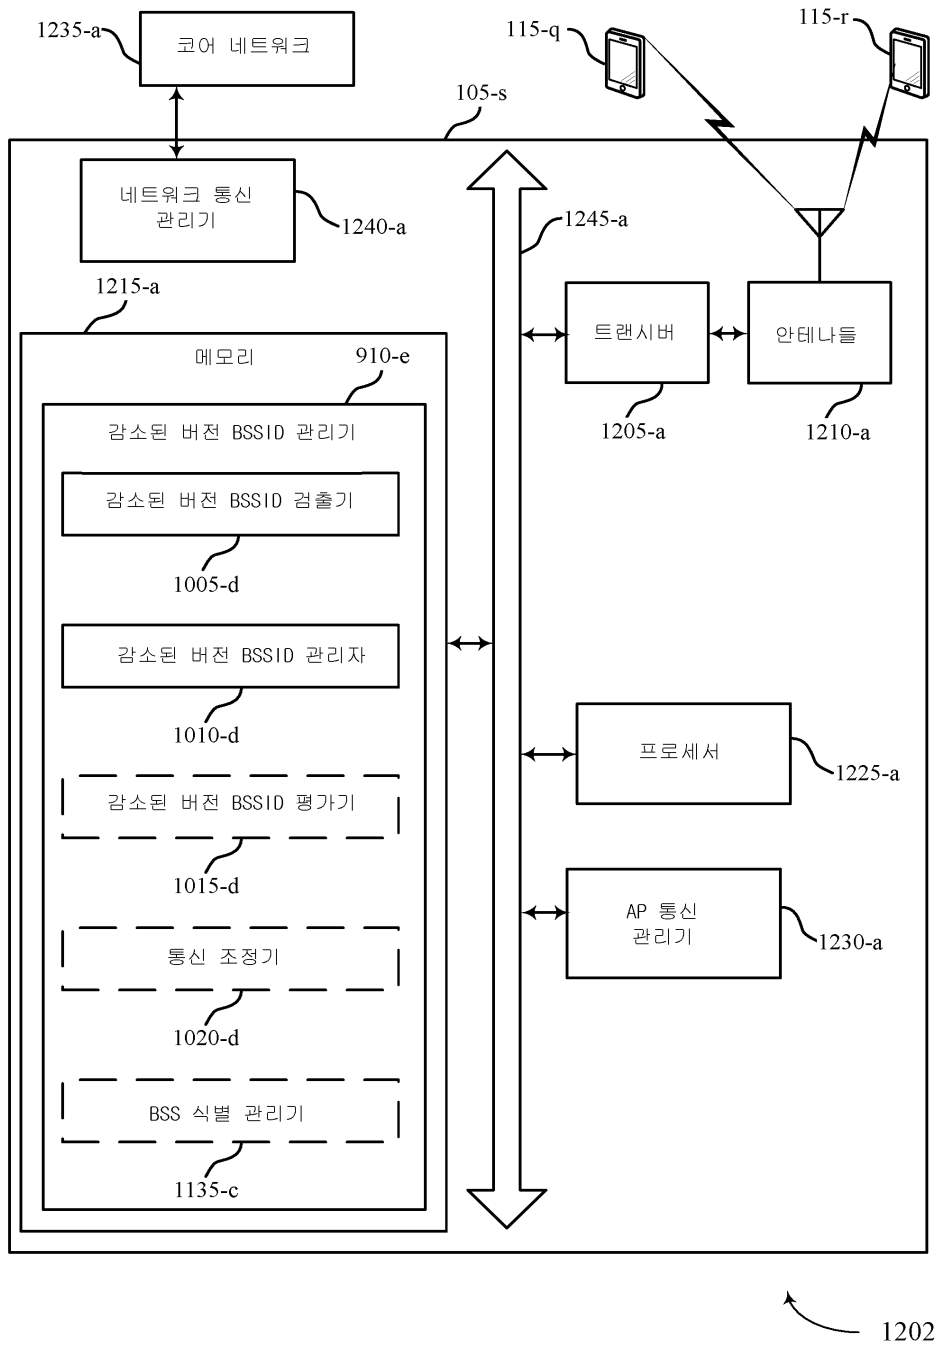 1235-a
코어 네트워크
115-q
115-r
105-s
네트워크 통신
관리기
1240-a
1245-a
1215-a
메모리
910-e
감소된 버전 BSSID 관리기
감소된 버전 BSSID 검출기
1005-d
감소된 버전 BSSID 관리자
1010-d
감소된 버전 BSSID 평가기
1015-d
통신 조정기
1020-d
BSS 식별 관리기
1135-c
트랜시버
1205-a
안테나들
1210-a
프로세서
1225-a
AP 통신
관리기
1230-a
1202